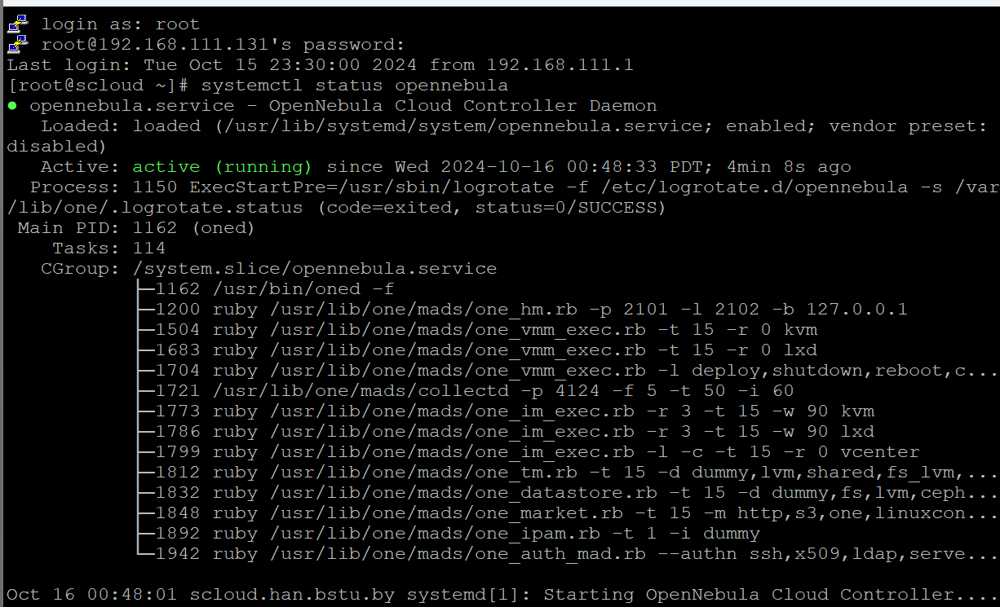 login as: root
root@192.168.111.131's password:
Last login: Tue Oct 15 23:30:00 2024 from 192.168.111.1
[root@scloud ~]# systemctl status opennebula
● opennebula.service - OpenNebula Cloud Controller Daemon
   Loaded: loaded (/usr/lib/systemd/system/opennebula.service; enabled; vendor preset:
disabled)
   Active: active (running) since Wed 2024-10-16 00:48:33 PDT; 4min 8s ago
  Process: 1150 ExecStartPre=/usr/sbin/logrotate -f /etc/logrotate.d/opennebula -s /var
/lib/one/.logrotate.status (code=exited, status=0/SUCCESS)
 Main PID: 1162 (oned)
    Tasks: 114
   CGroup: /system.slice/opennebula.service
           ├─1162 /usr/bin/oned -f
           ├─1200 ruby /usr/lib/one/mads/one_hm.rb -p 2101 -l 2102 -b 127.0.0.1
           ├─1504 ruby /usr/lib/one/mads/one_vmm_exec.rb -t 15 -r 0 kvm
           ├─1683 ruby /usr/lib/one/mads/one_vmm_exec.rb -t 15 -r 0 lxd
           ├─1704 ruby /usr/lib/one/mads/one_vmm_exec.rb -l deploy,shutdown,reboot,c...
           ├─1721 /usr/lib/one/mads/collectd -p 4124 -f 5 -t 50 -i 60
           ├─1773 ruby /usr/lib/one/mads/one_im_exec.rb -r 3 -t 15 -w 90 kvm
           ├─1786 ruby /usr/lib/one/mads/one_im_exec.rb -r 3 -t 15 -w 90 lxd
           ├─1799 ruby /usr/lib/one/mads/one_im_exec.rb -l -c -t 15 -r 0 vcenter
           ├─1812 ruby /usr/lib/one/mads/one_tm.rb -t 15 -d dummy,lvm,shared,fs_lvm,...
           ├─1832 ruby /usr/lib/one/mads/one_datastore.rb -t 15 -d dummy,fs,lvm,ceph...
           ├─1848 ruby /usr/lib/one/mads/one_market.rb -t 15 -m http,s3,one,linuxcon...
           ├─1892 ruby /usr/lib/one/mads/one_ipam.rb -t 1 -i dummy
           └─1942 ruby /usr/lib/one/mads/one_auth_mad.rb --authn ssh,x509,ldap,serve...

Oct 16 00:48:01 scloud.han.bstu.by systemd[1]: Starting OpenNebula Cloud Controller....